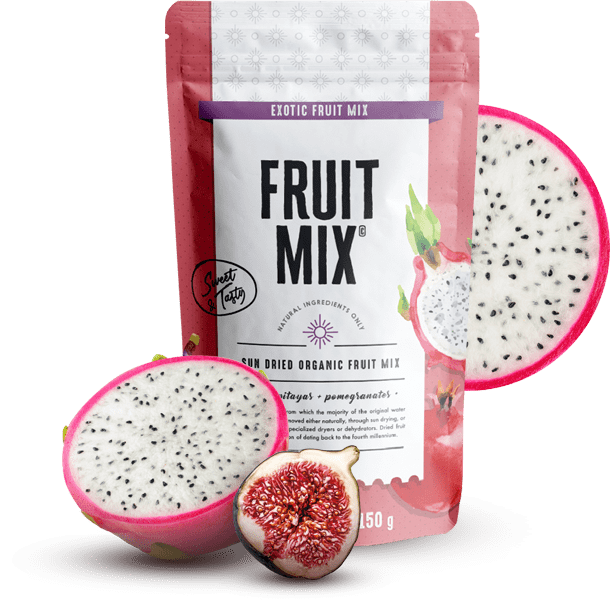 EXOTIC FRUIT MIX
FRUIT
MIX©
Sweet
& Tasty
NATURAL INGREDIENTS ONLY
SUN DRIED ORGANIC FRUIT MIX
pitayas + pomegranates
from which the majority of the original water
moved either naturally, through sun drying, or
pecialized dryers or dehydrators. Dried fruit
on of dating back to the fourth millennium.
150 g